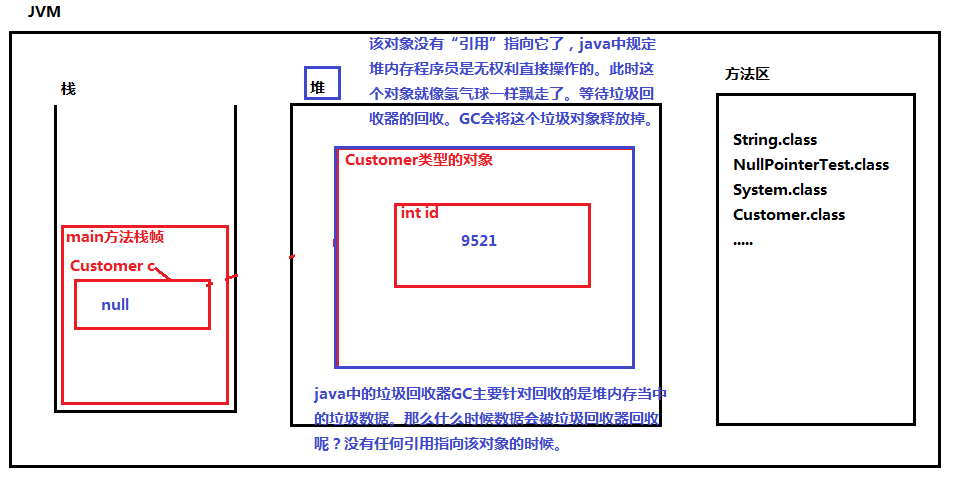 JVM
栈
main方法栈帧
Customer c
null
堆
该对象没有“引用”指向它了，java中规定
堆内存程序员是无权利直接操作的。此时这
个对象就像氢气球一样飘走了。等待垃圾回
收器的回收。GC会将这个垃圾对象释放掉。
Customer类型的对象
int id
9521
java中的垃圾回收器GC主要针对回收的是堆内存当中
的垃圾数据。那么什么时候数据会被垃圾回收器回收
呢？没有任何引用指向该对象的时候。
方法区
String.class
NullPointerTest.class
System.class
Customer.class
.....